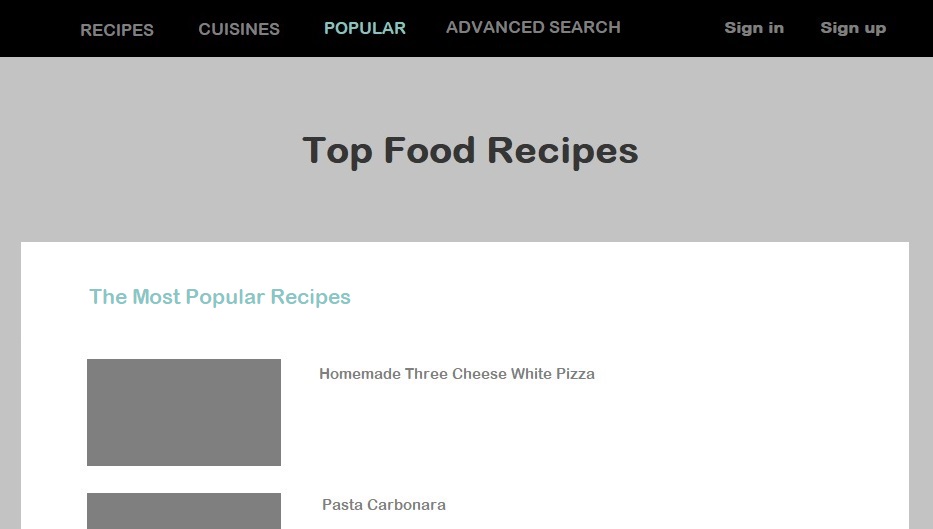 RECIPES CUISINES POPULAR ADVANCED SEARCH Sign in Sign up
Top Food Recipes
The Most Popular Recipes
Homemade Three Cheese White Pizza
Pasta Carbonara